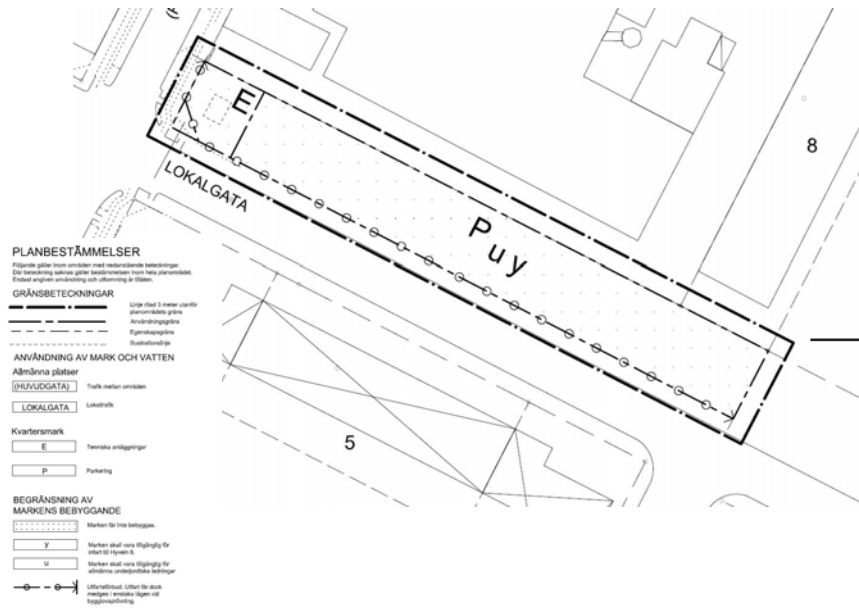 E
8
LOKALGATA
Puy
5
PLANBESTÄMMELSER
Följande gäller inom områden med nedanstående beteckningar.
Där beteckning saknas gäller bestämmelsen inom hela planområdet.
Endast angiven användning och utformning är tillåten.
GRÄNSBETECKNINGAR
Linje ritad 3 meter utanför
planområdets gräns
Användningsgräns
Egenskapsgräns
Illustrationslinje
ANVÄNDNING AV MARK OCH VATTEN
Allmänna platser
(HUVUDGATA) Trafik mellan områden
LOKALGATA Lokaltrafik
Kvartersmark
E Tekniska anläggningar
P Parkering
BEGRÄNSNING AV
MARKENS BEBYGGANDE
Marken får inte bebyggas.
y Marken skall vara tillgänglig för
infart till Hyveln 8.
u Marken skall vara tillgänglig för
allmänna underjordiska ledningar
Utfartsförbud. Utfart får dock
medges i enstaka lägen vid
bygglovsprövning.